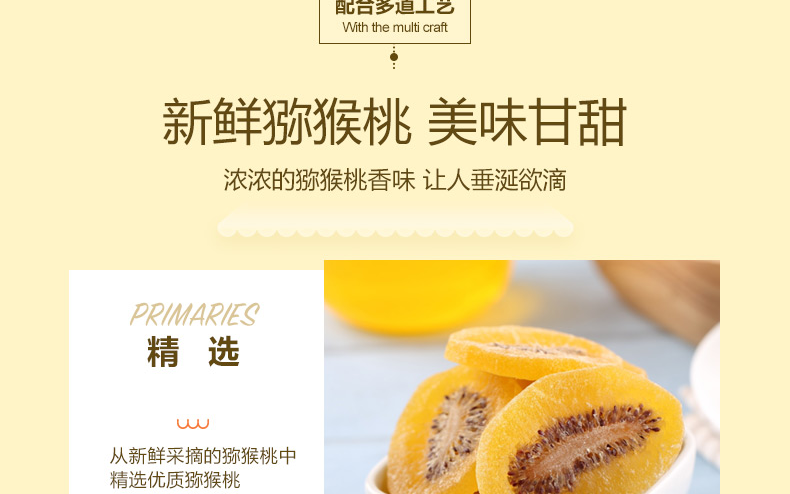 配合多道工艺
With the multi craft
新鲜猕猴桃 美味甘甜
浓浓的猕猴桃香味 让人垂涎欲滴
PRIMARIES
精 选
从新鲜采摘的猕猴桃中
精选优质猕猴桃